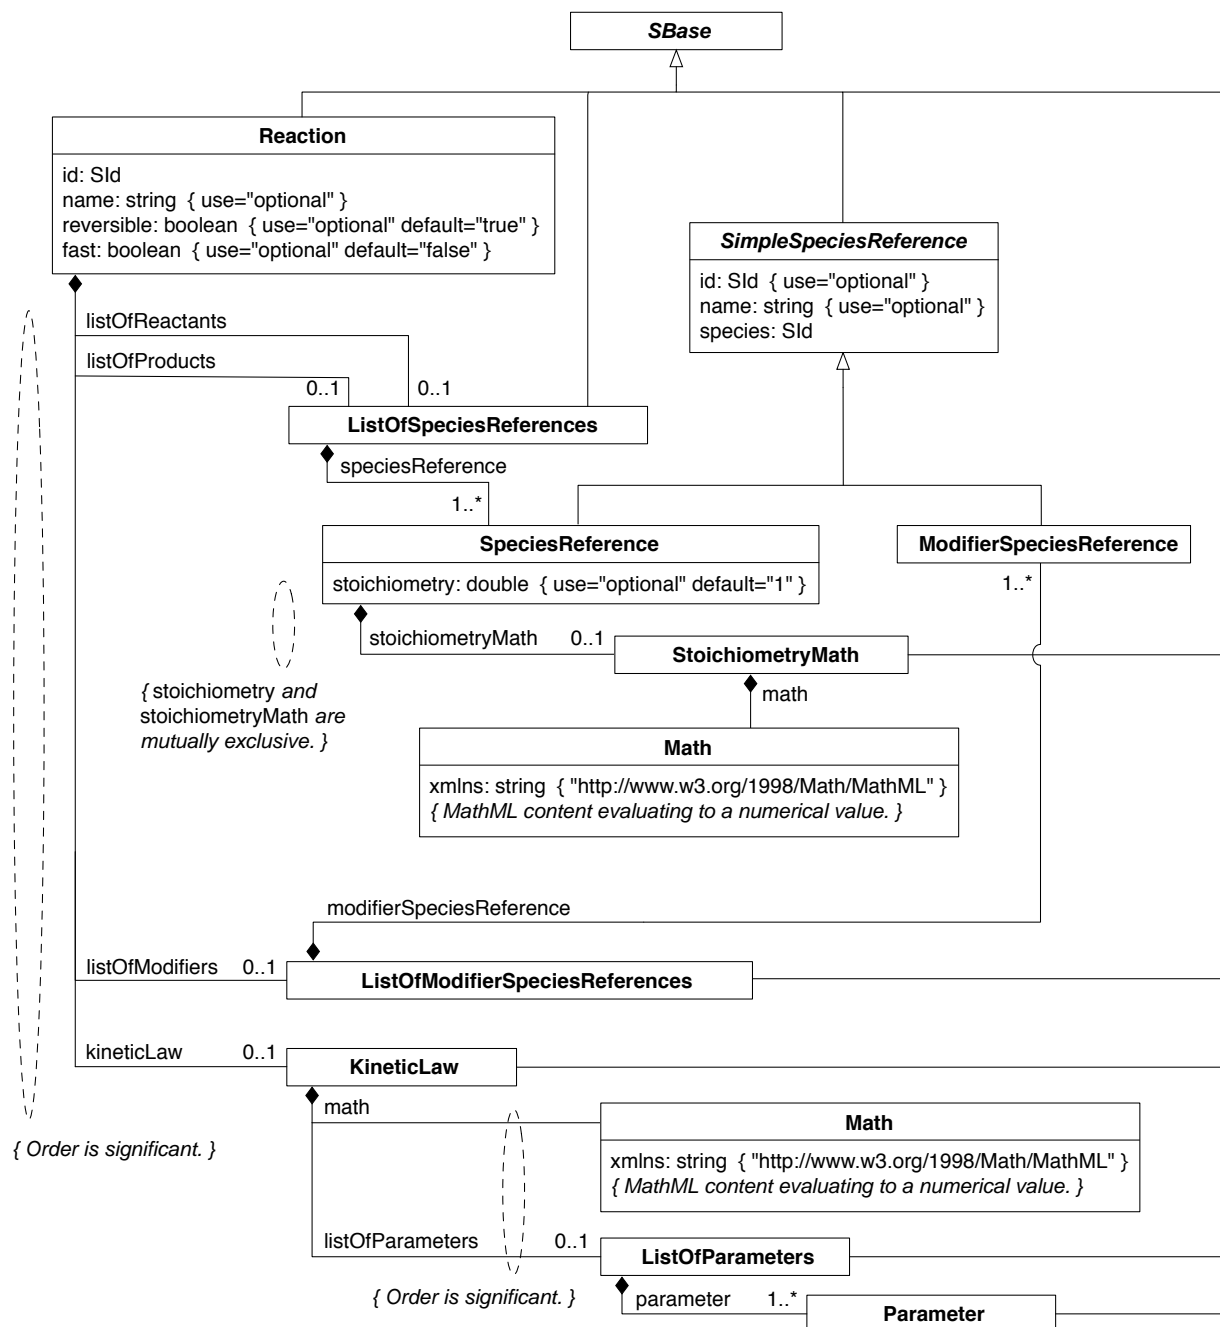 SBase
Reaction
id: SId
name: string { use="optional" }
reversible: boolean { use="optional" default="true" }
fast: boolean { use="optional" default="false" }
SimpleSpeciesReference
id: SId { use="optional" }
name: string { use="optional" }
species: SId
listOfReactants
listOfProducts
0..1
0..1
ListOfSpeciesReferences
speciesReference
1..*
SpeciesReference
stoichiometry: double { use="optional" default="1" }
ModifierSpeciesReference
1..*
stoichiometryMath
0..1
StoichiometryMath
{ stoichiometry and
stoichiometryMath are
mutually exclusive. }
math
Math
xmlns: string { "http://www.w3.org/1998/Math/MathML" }
{ MathML content evaluating to a numerical value. }
modifierSpeciesReference
listOfModifiers
0..1
ListOfModifierSpeciesReferences
kineticLaw
0..1
KineticLaw
math
Math
xmlns: string { "http://www.w3.org/1998/Math/MathML" }
{ MathML content evaluating to a numerical value. }
{ Order is significant. }
listOfParameters
0..1
ListOfParameters
{ Order is significant. }
parameter
1..*
Parameter